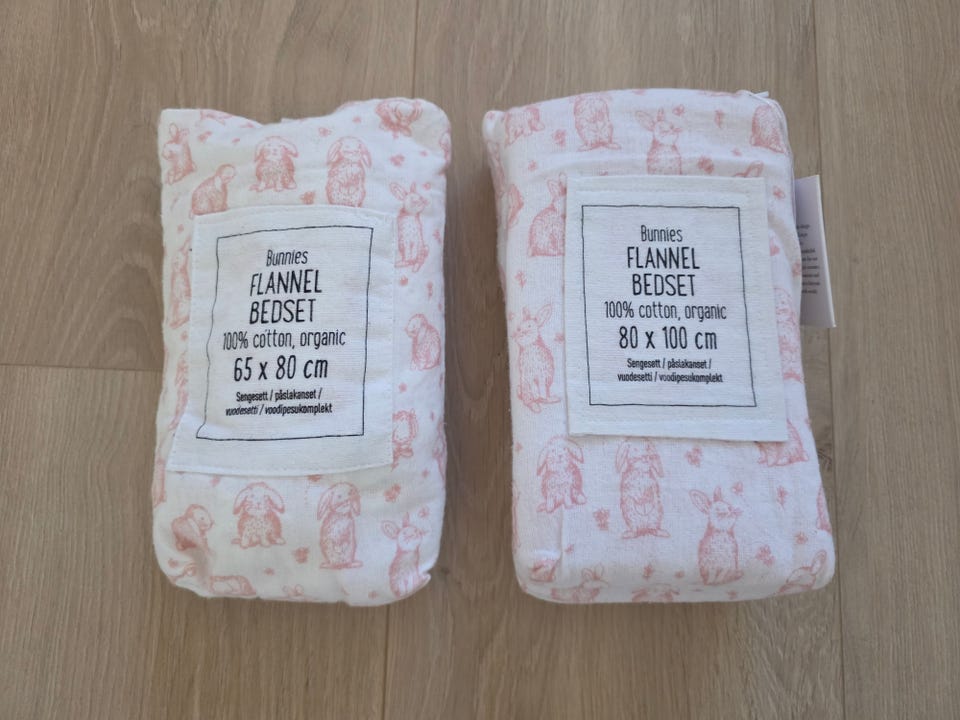 Bunnies
FLANNEL
BEDSET
100% cotton, organic
65 x 80 cm
Sengesett / påslakanset /
vuodesetti / voodipesukomplekt
Bunnies
FLANNEL
BEDSET
100% cotton, organic
80 x 100 cm
Sengesett / påslakanset /
vuodesetti / voodipesukomplekt